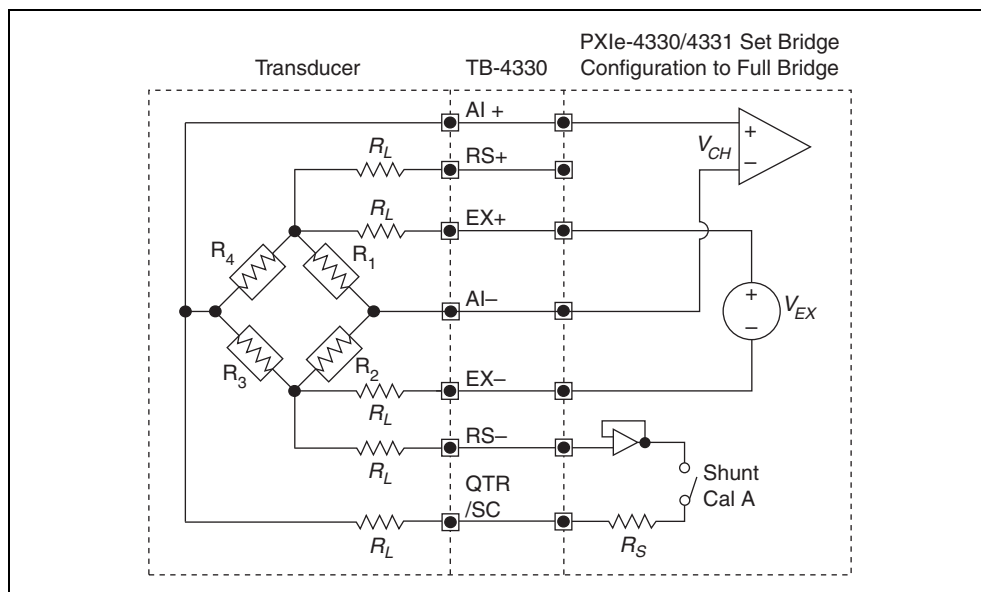 PXIe-4330/4331 Set Bridge
Transducer TB-4330 Configuration to Full Bridge
AI +
+
V_CH
–
R_L RS+
R_L EX+
R_4 R_1
AI–
+
V_EX
–
R_3 R_2
EX–
R_L
RS–
R_L
Shunt
Cal A
QTR
/SC
R_L R_S